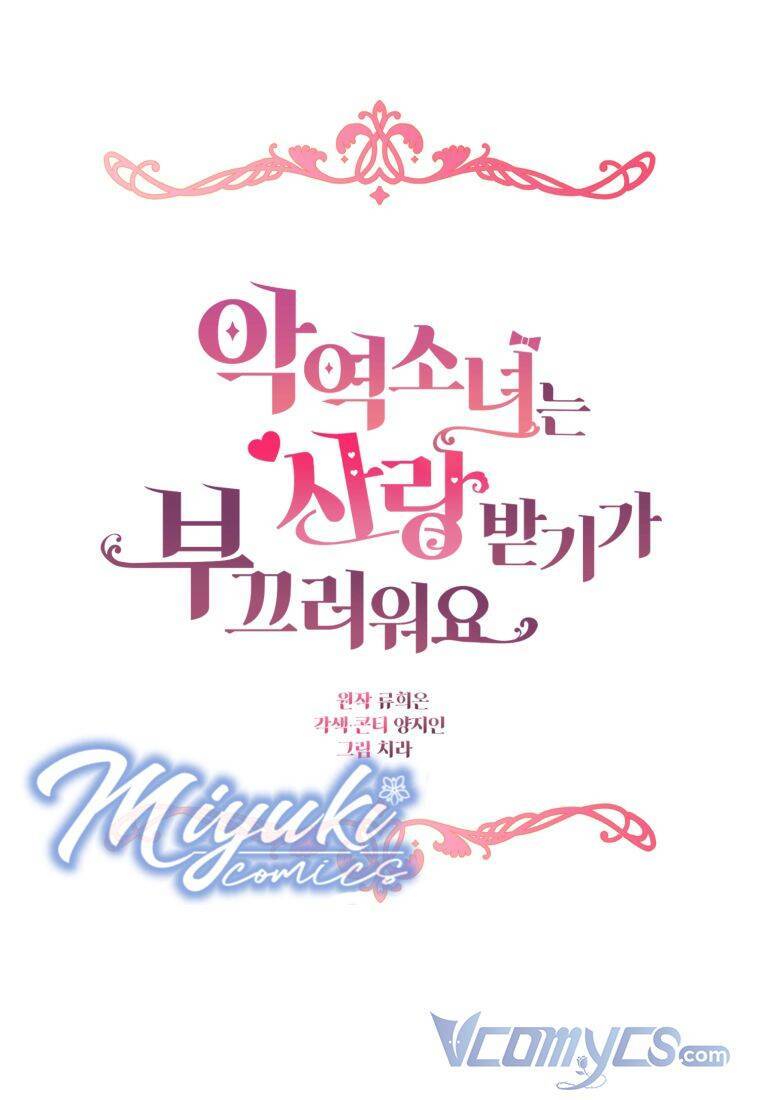 악역소녀는
사랑 받기가
부끄러워요
원작 류희온
각색·콘티 양지인
그림 치라
Miyuki
comics
Vcomycs.com